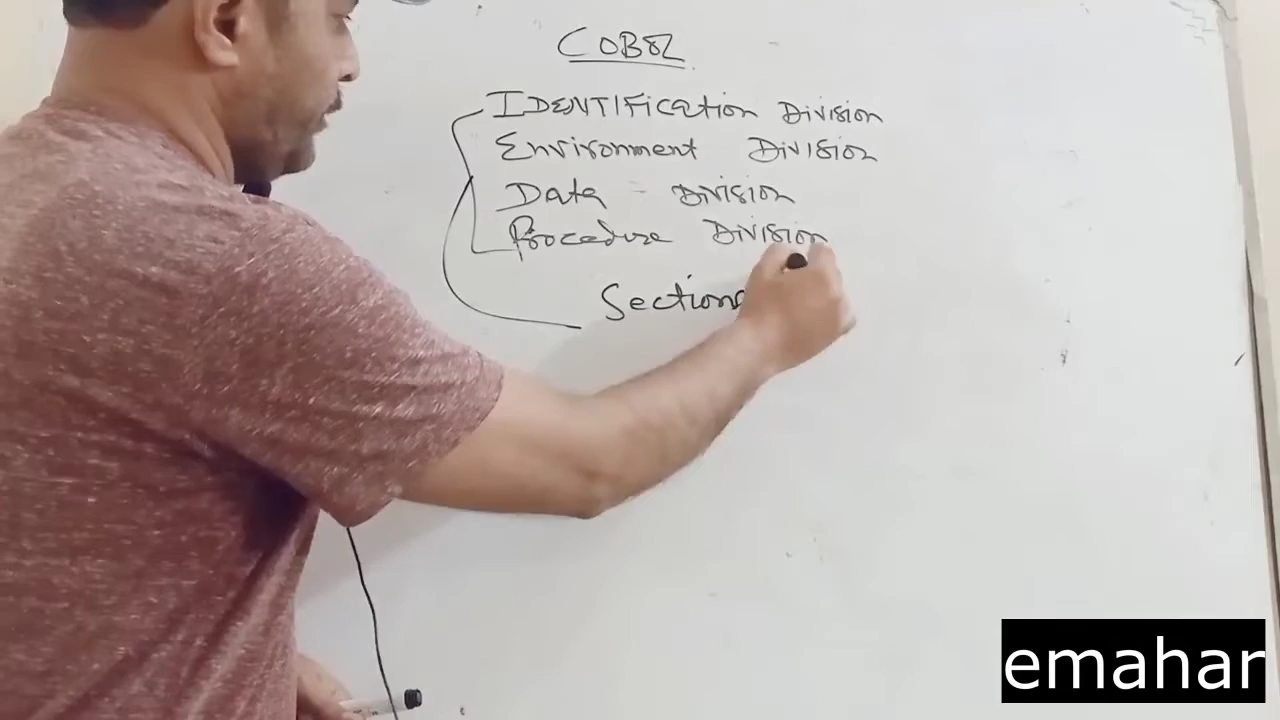 COBOL
IDENTIFication Division
Environment Division
Data - Division
Procedure Division
Sections
emahar